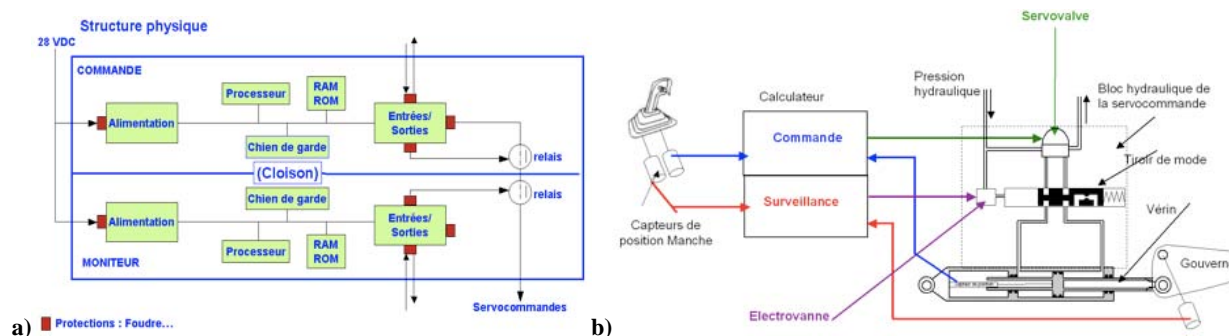 Structure physique
28 VDC
COMMANDE
Processeur
RAM
ROM
Alimentation
Entrées/
Sorties
Chien de garde
relais
(Cloison)
Chien de garde
relais
Alimentation
Entrées/
Sorties
Processeur
RAM
ROM
MONITEUR
Servocommandes
a)
Protections : Foudre...
Servovalve
Pression
hydraulique
Bloc hydraulique de
la servocommande
Calculateur
Commande
Tiroir de mode
Surveillance
Capteurs de
position Manche
Vérin
Gouvern
Electrovanne
b)